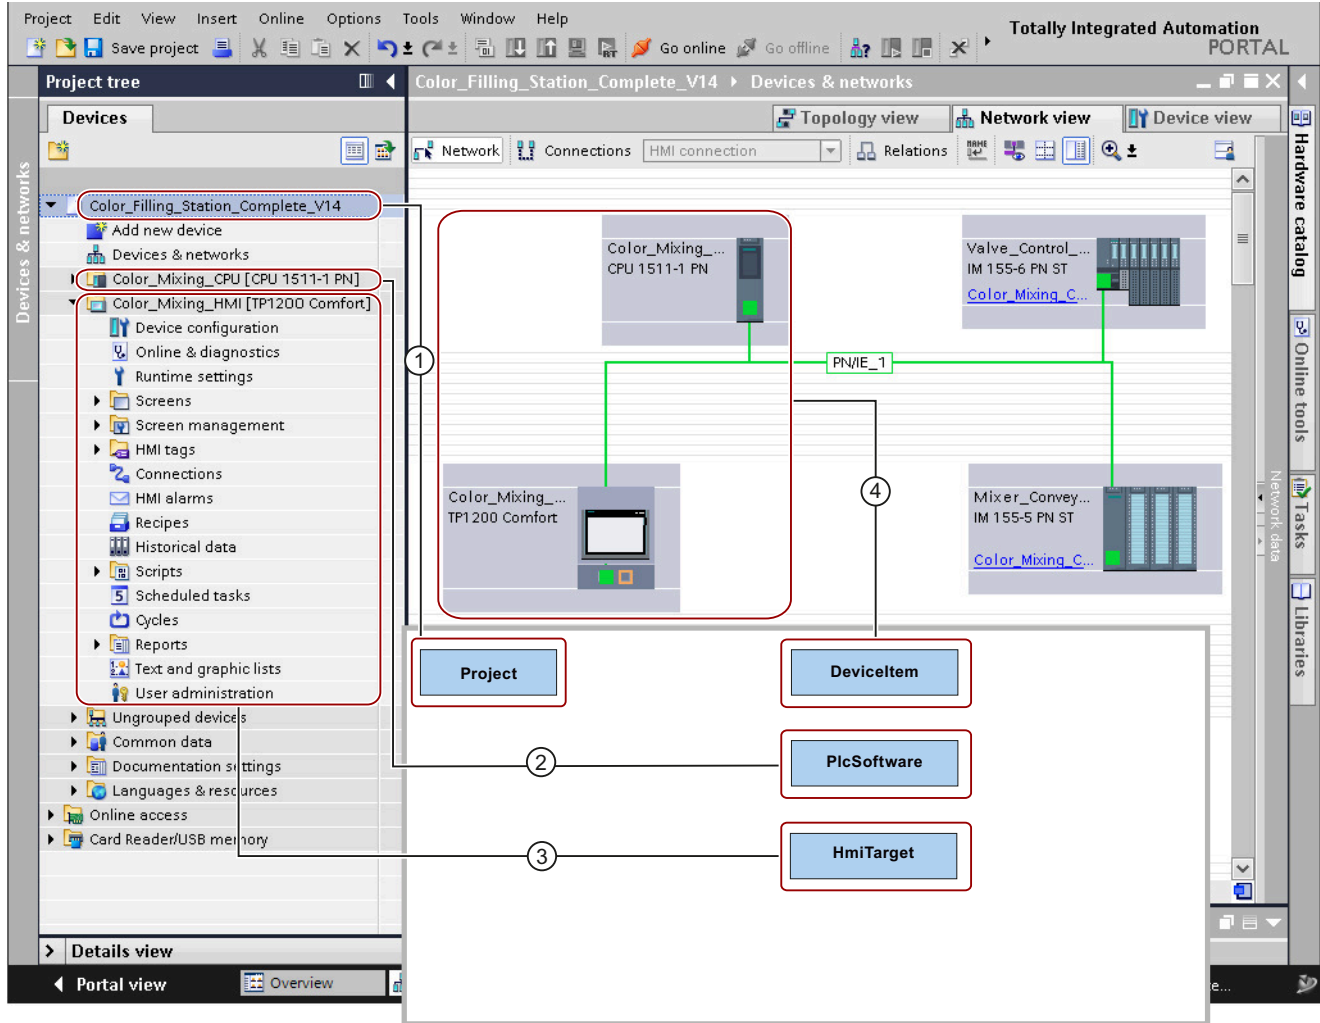 Project Edit View Insert Online Options Tools Window Help
Totally Integrated Automation
PORTAL
Save project
Go online
Go offline
Project tree
Color_Filling_Station_Complete_V14 Devices & networks
Devices
Topology view
Network view
Device view
Network
Connections
HMI connection
Relations
Devices & networks
Color_Filling_Station_Complete_V14
Add new device
Devices & networks
Color_Mixing_CPU [CPU 1511-1 PN]
Color_Mixing_HMI [TP1200 Comfort]
Device configuration
Online & diagnostics
Runtime settings
Screens
Screen management
HMI tags
Connections
HMI alarms
Recipes
Historical data
Scripts
Scheduled tasks
Cycles
Reports
Text and graphic lists
User administration
Ungrouped devices
Common data
Documentation settings
Languages & resources
Online access
Card Reader/USB memory
Details view
Portal view
Overview
Color_Mixing_...
CPU 1511-1 PN
Valve_Control_...
IM 155-6 PN ST
Color_Mixing_C...
PN/IE_1
Color_Mixing_...
TP1200 Comfort
Mixer_Convey...
IM 155-5 PN ST
Color_Mixing_C...
1
2
3
4
Project
DeviceItem
PlcSoftware
HmiTarget
Network data
Hardware catalog
Online tools
Tasks
Libraries